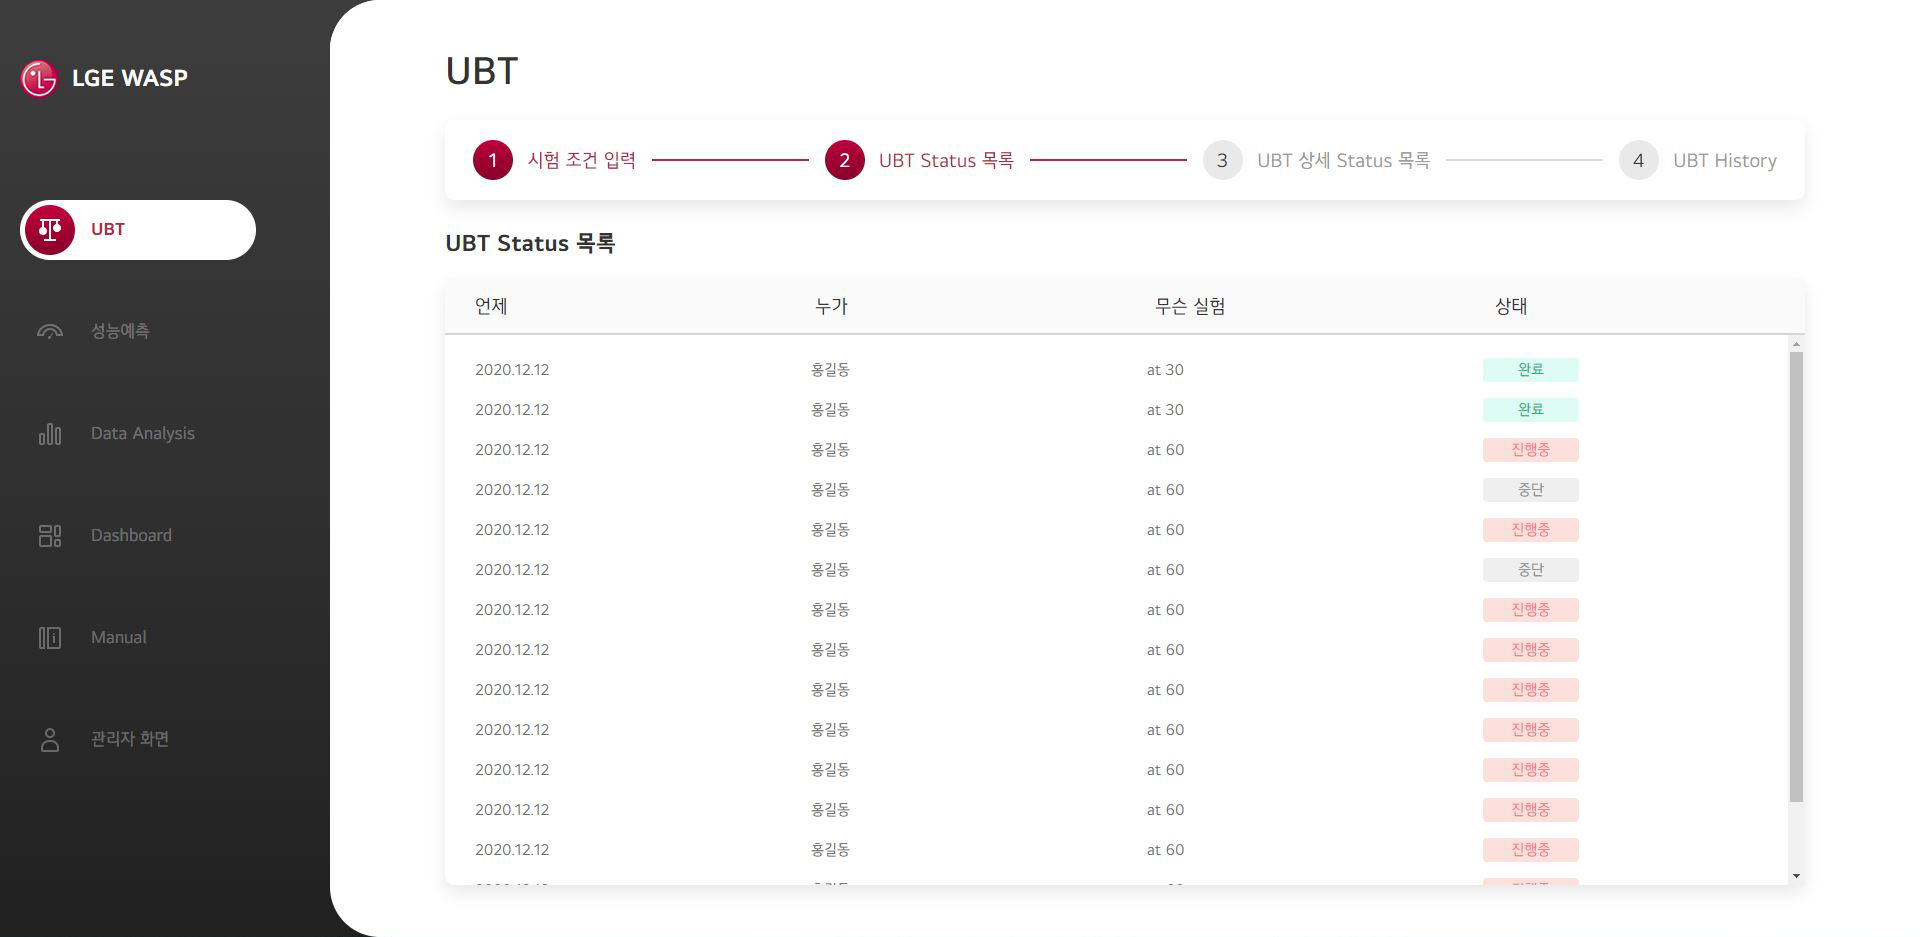 LGE WASP
UBT
성능예측
Data Analysis
Dashboard
Manual
관리자 화면
UBT
1 시험 조건 입력 2 UBT Status 목록 3 UBT 상세 Status 목록 4 UBT History
UBT Status 목록
언제 누가 무슨 실험 상태
2020.12.12 홍길동 at 30 완료
2020.12.12 홍길동 at 30 완료
2020.12.12 홍길동 at 60 진행중
2020.12.12 홍길동 at 60 중단
2020.12.12 홍길동 at 60 진행중
2020.12.12 홍길동 at 60 중단
2020.12.12 홍길동 at 60 진행중
2020.12.12 홍길동 at 60 진행중
2020.12.12 홍길동 at 60 진행중
2020.12.12 홍길동 at 60 진행중
2020.12.12 홍길동 at 60 진행중
2020.12.12 홍길동 at 60 진행중
2020.12.12 홍길동 at 60 진행중